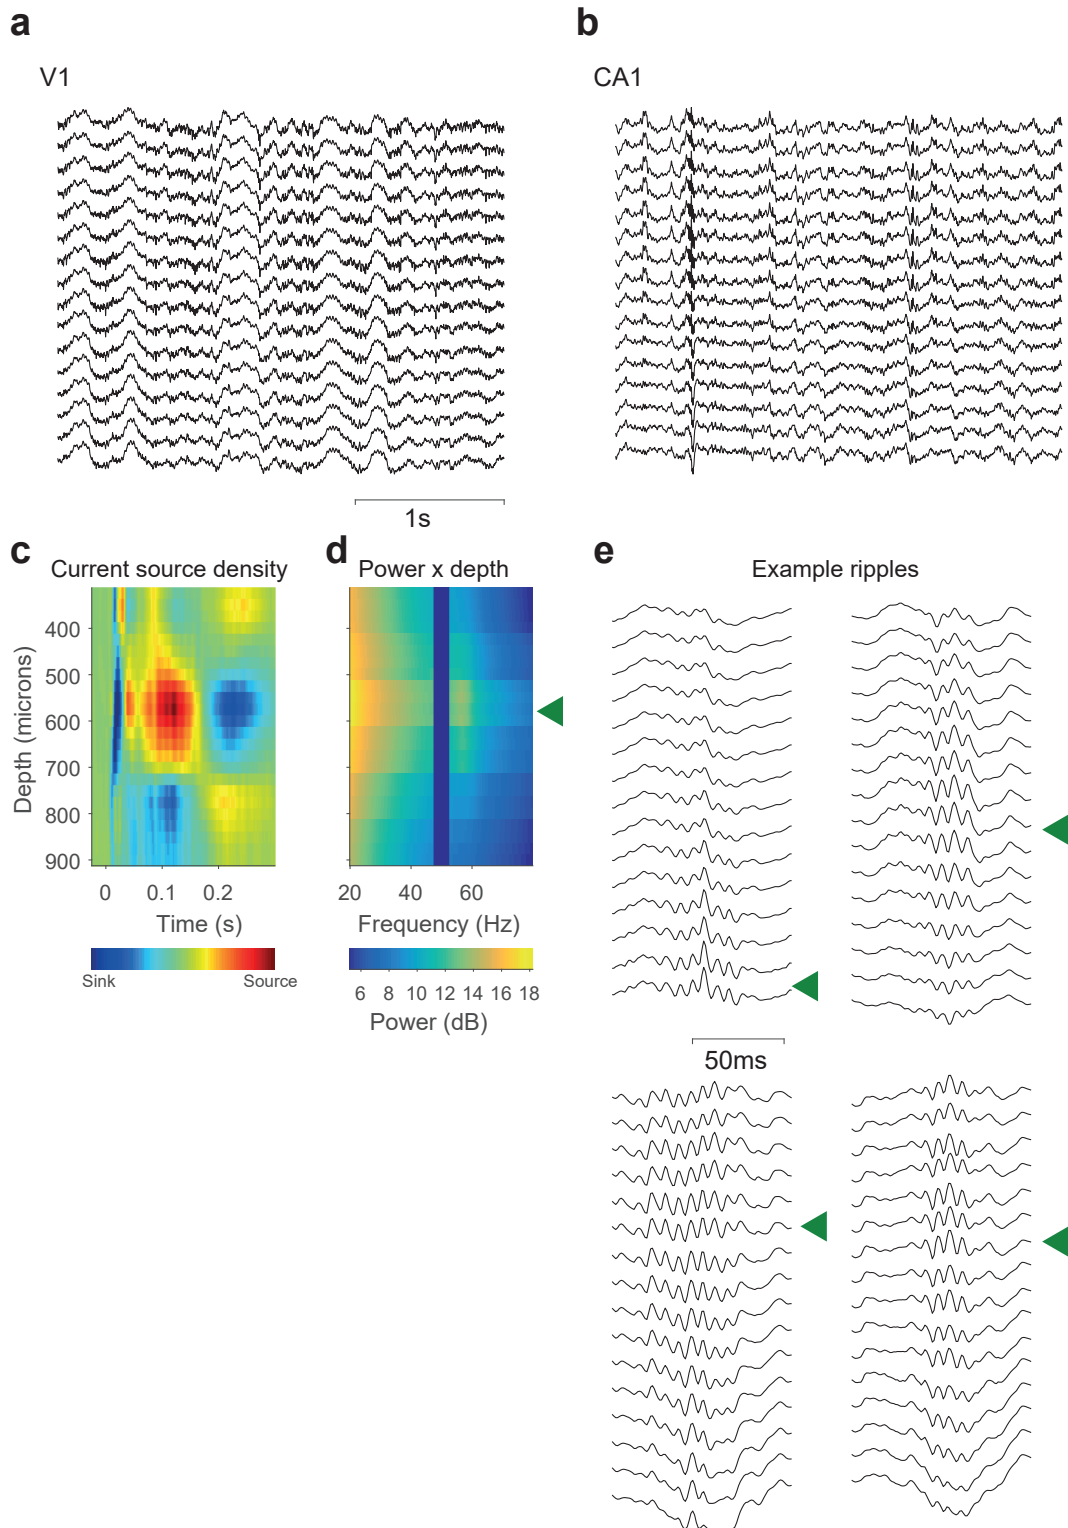 a
V1
b
CA1
1s
c
Current source density
d
Power x depth
e
Example ripples
Depth (microns)
400
500
600
700
800
900
0 0.1 0.2
Time (s)
Sink Source
20 40 60
Frequency (Hz)
6 8 10 12 14 16 18
Power (dB)
50ms